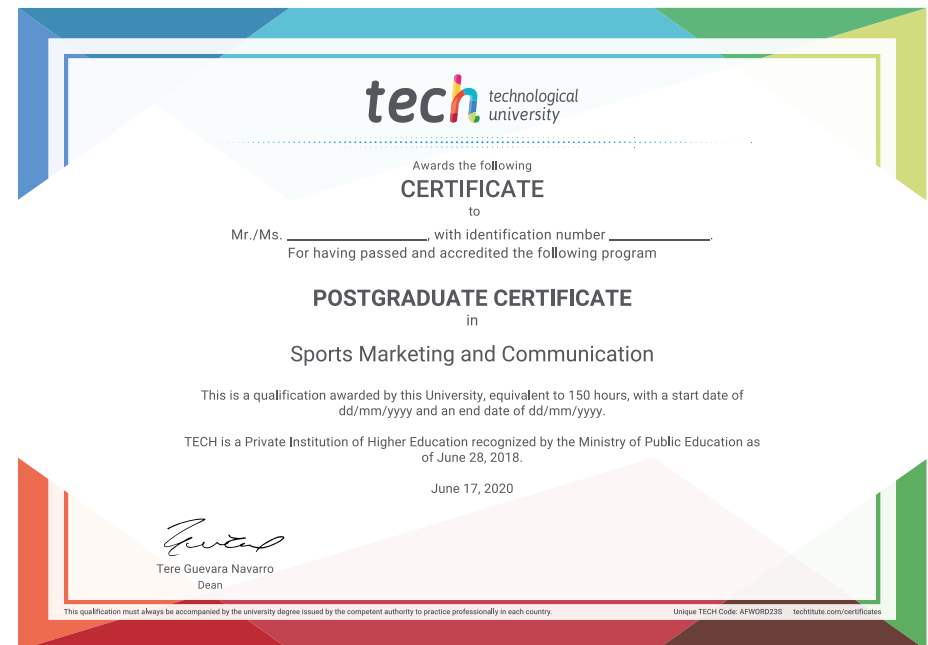 tech technological
university
Awards the following
CERTIFICATE
to
Mr./Ms. ____________________, with identification number ______________.
For having passed and accredited the following program
POSTGRADUATE CERTIFICATE
in
Sports Marketing and Communication
This is a qualification awarded by this University, equivalent to 150 hours, with a start date of
dd/mm/yyyy and an end date of dd/mm/yyyy.
TECH is a Private Institution of Higher Education recognized by the Ministry of Public Education as
of June 28, 2018.
June 17, 2020
Tere Guevara Navarro
Dean
This qualification must always be accompanied by the university degree issued by the competent authority to practice professionally in each country. Unique TECH Code: AFWORD23S techtitute.com/certificates